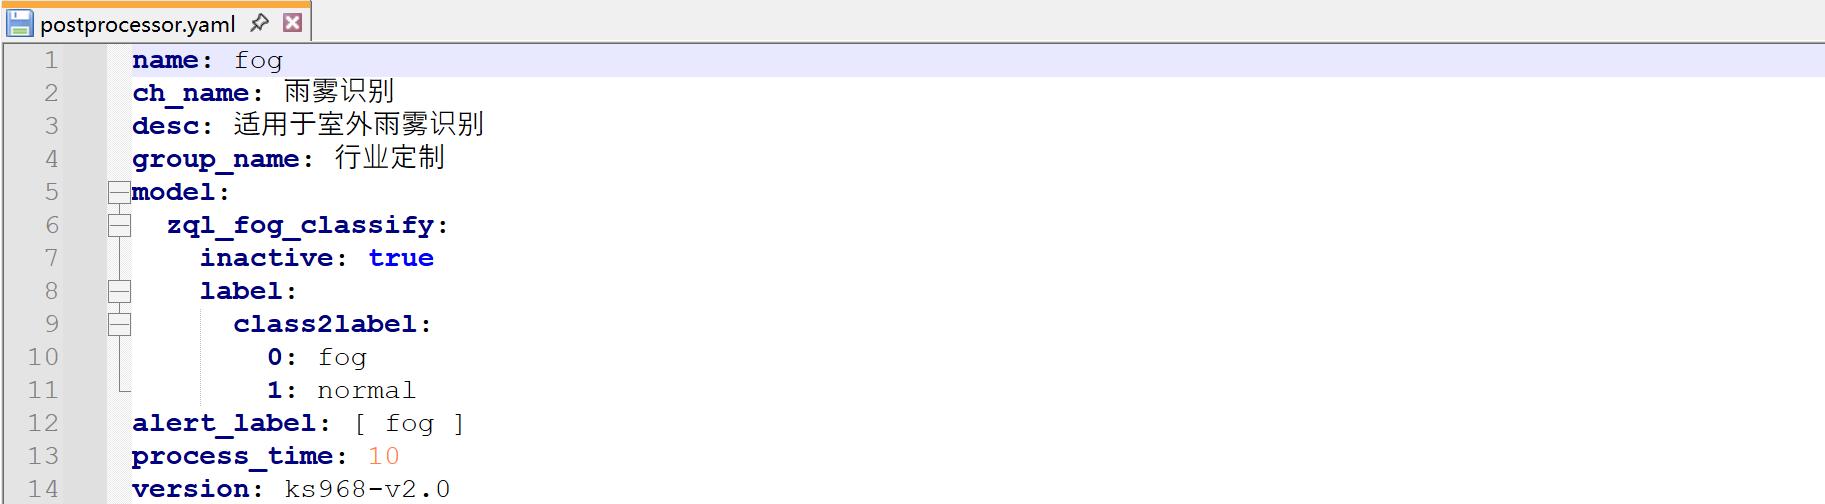 postprocessor.yaml
1 name: fog
2 ch_name: 雨雾识别
3 desc: 适用于室外雨雾识别
4 group_name: 行业定制
5 model:
6   zql_fog_classify:
7     inactive: true
8     label:
9       class2label:
10         0: fog
11         1: normal
12 alert_label: [ fog ]
13 process_time: 10
14 version: ks968-v2.0